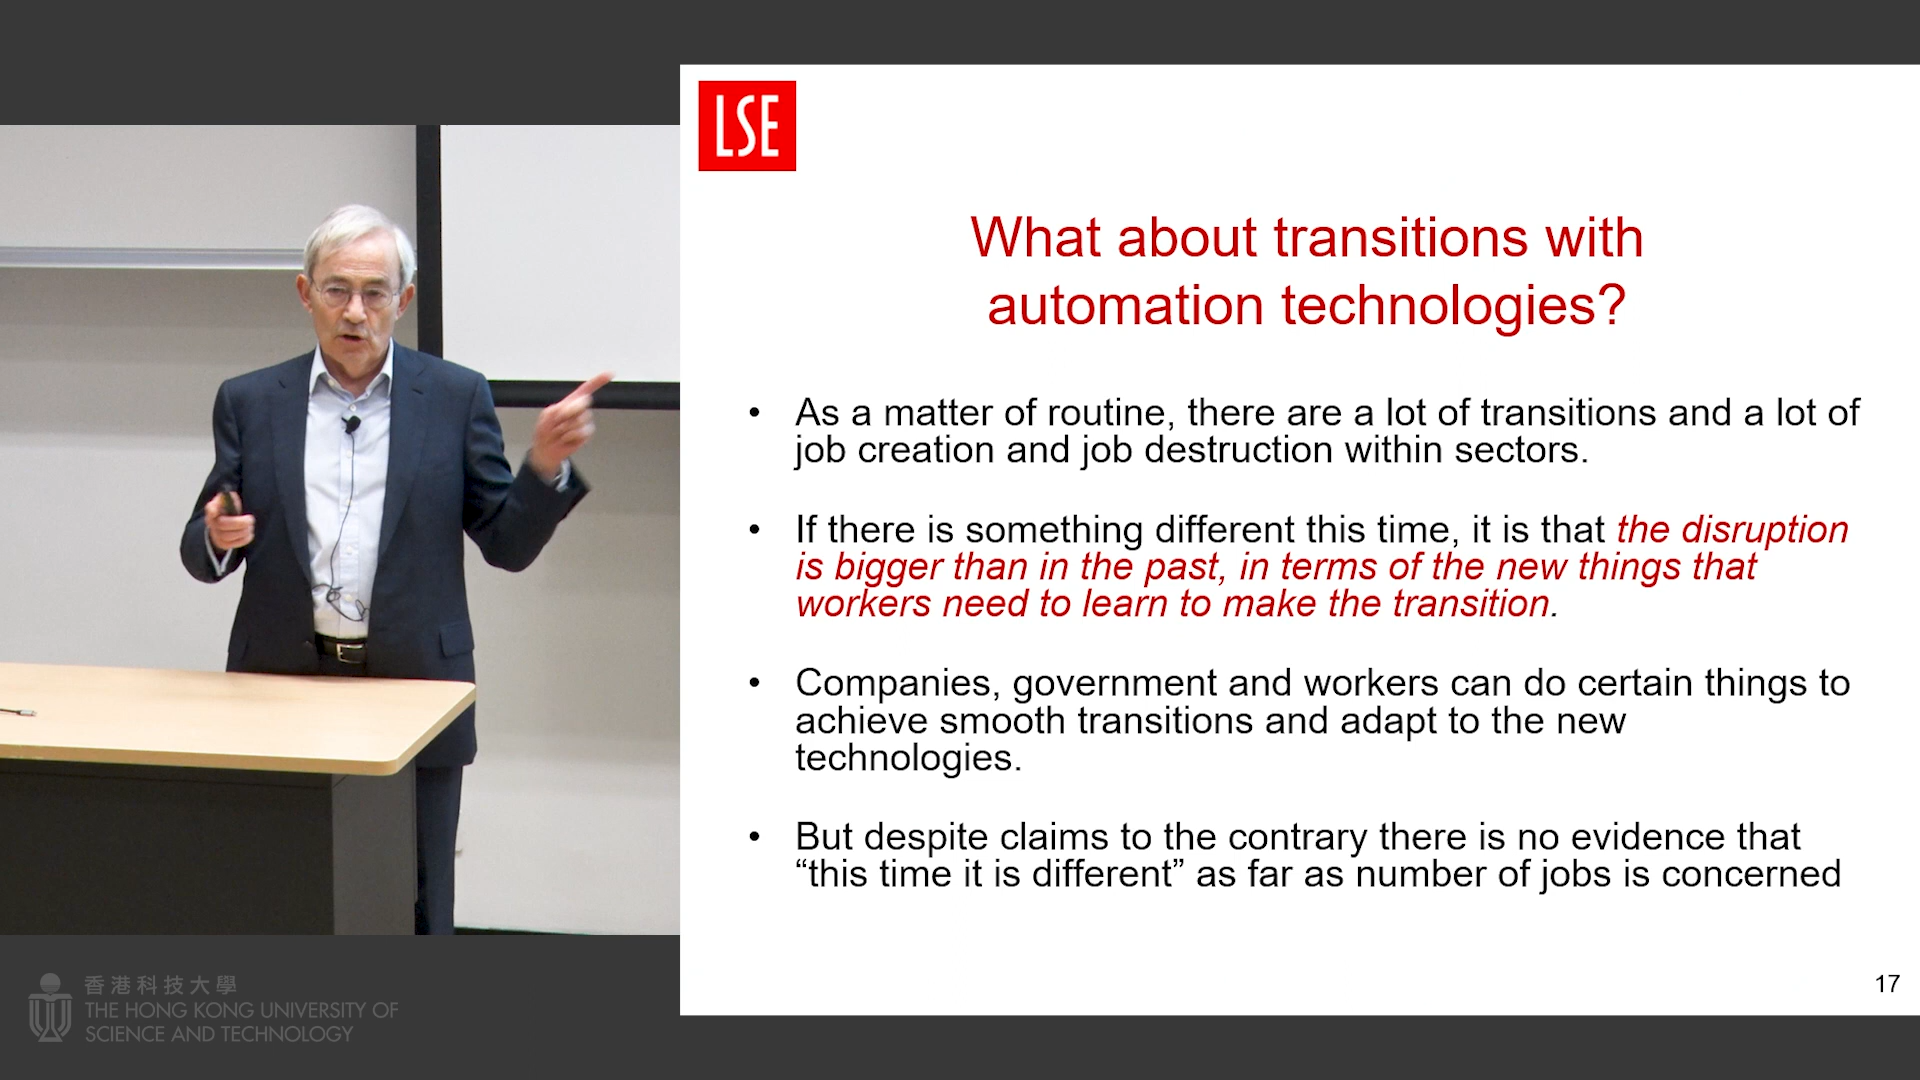 LSE
What about transitions with
automation technologies?
• As a matter of routine, there are a lot of transitions and a lot of
job creation and job destruction within sectors.
• If there is something different this time, it is that the disruption
is bigger than in the past, in terms of the new things that
workers need to learn to make the transition.
• Companies, government and workers can do certain things to
achieve smooth transitions and adapt to the new
technologies.
• But despite claims to the contrary there is no evidence that
“this time it is different” as far as number of jobs is concerned
17
香港科技大學
THE HONG KONG UNIVERSITY OF
SCIENCE AND TECHNOLOGY